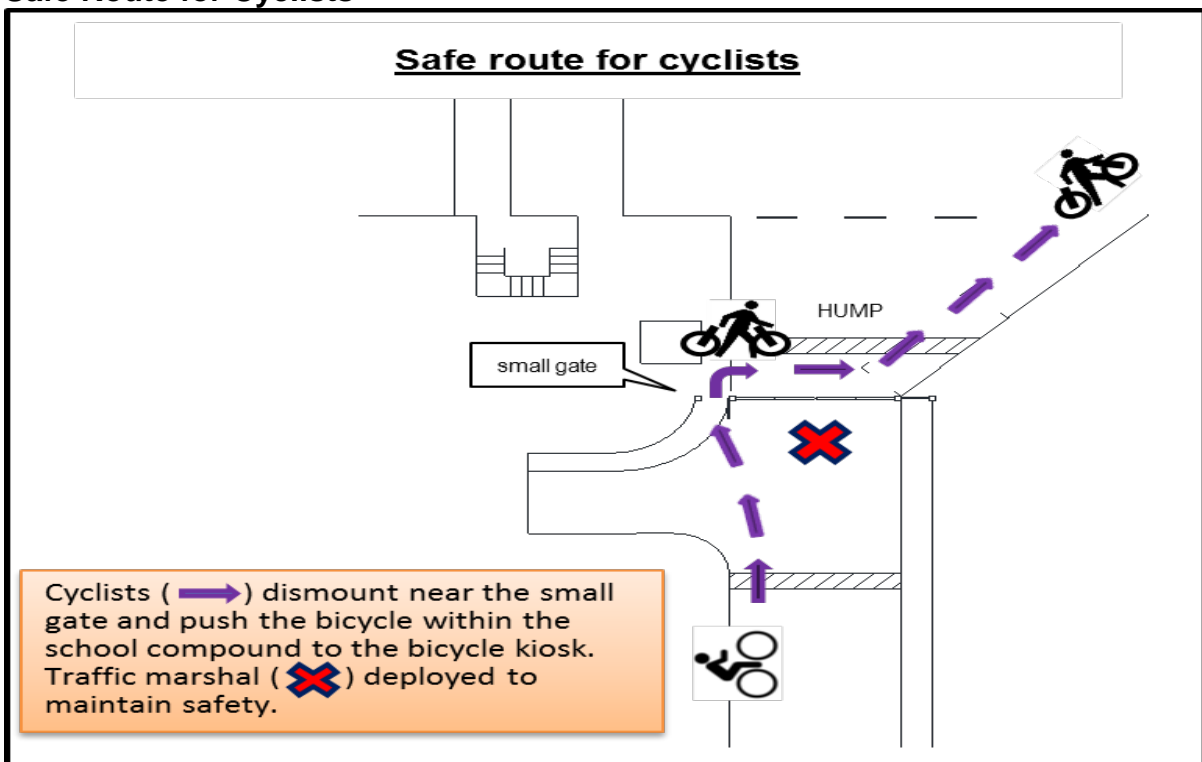 Safe route for cyclists
HUMP
small gate
Cyclists ( ) dismount near the small
gate and push the bicycle within the
school compound to the bicycle kiosk.
Traffic marshal ( ) deployed to
maintain safety.